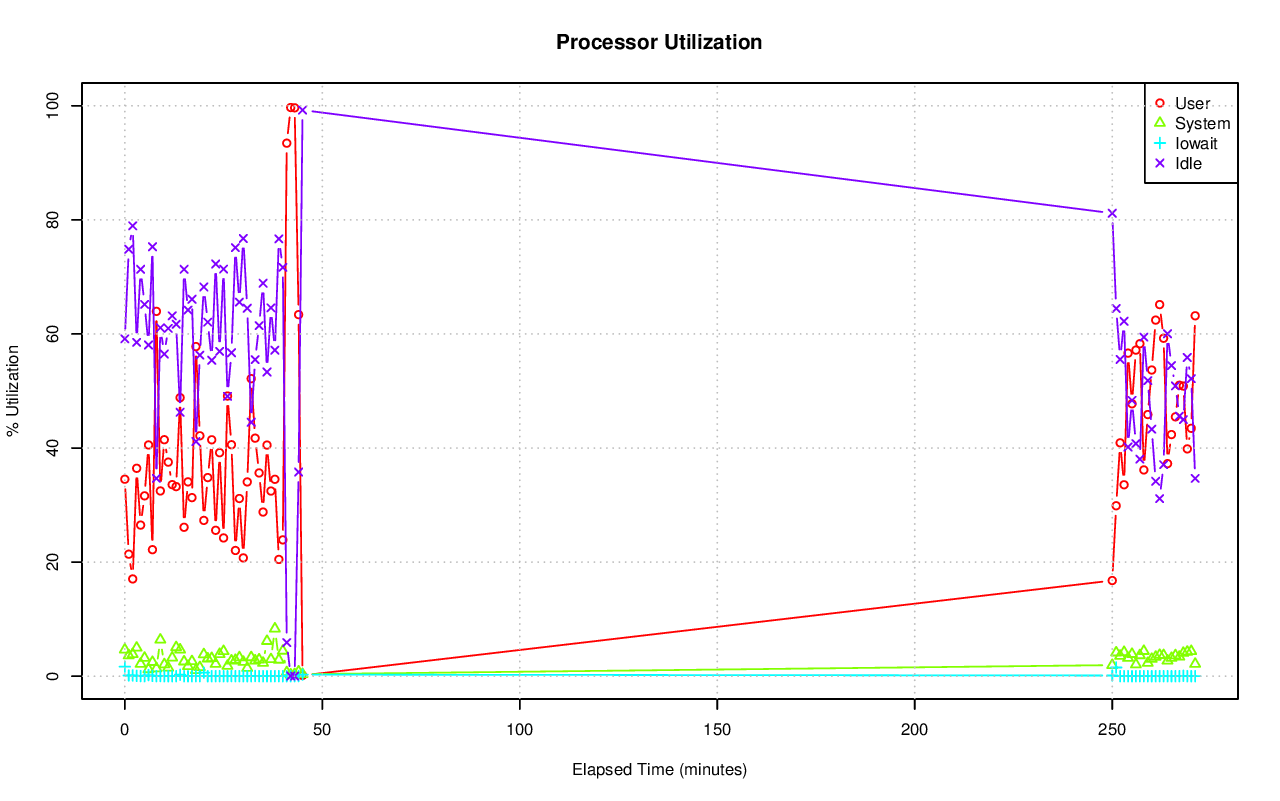 Processor Utilization
% Utilization
100
80
60
40
20
0
User
System
Iowait
Idle
0 50 100 150 200 250
Elapsed Time (minutes)